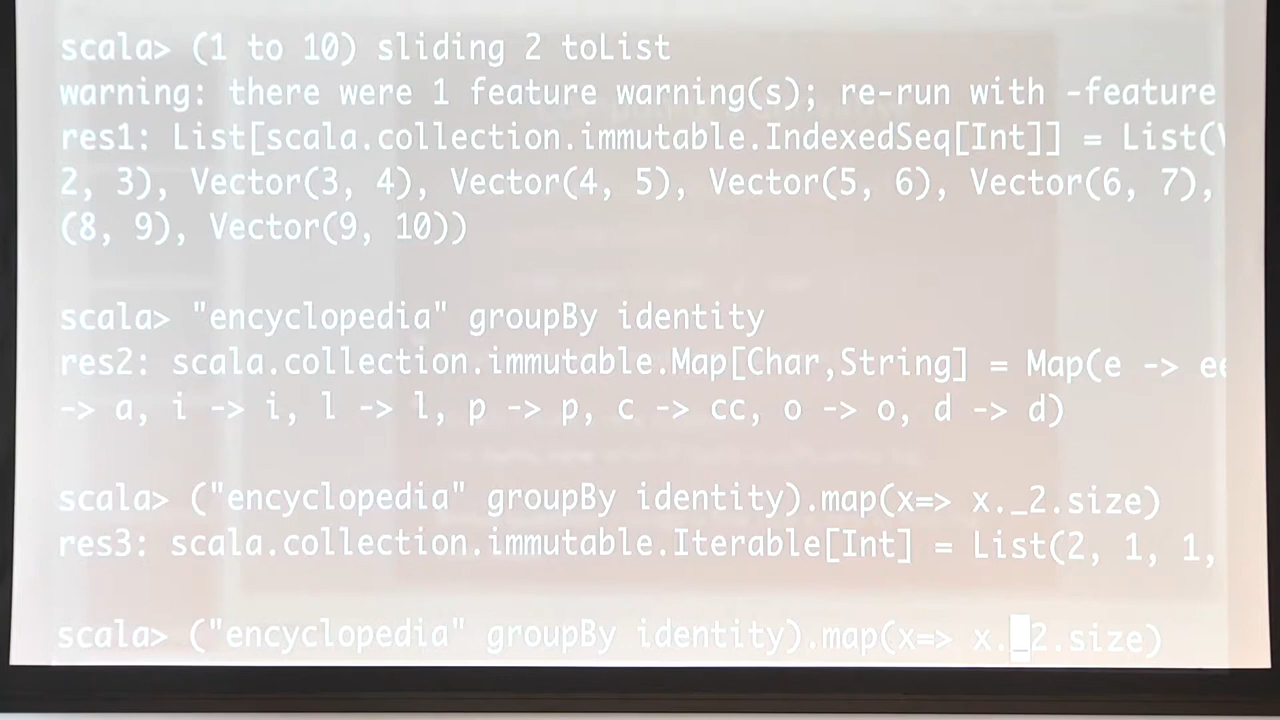 scala> (1 to 10) sliding 2 toList
warning: there were 1 feature warning(s); re-run with -feature
res1: List[scala.collection.immutable.IndexedSeq[Int]] = List(
2, 3), Vector(3, 4), Vector(4, 5), Vector(5, 6), Vector(6, 7),
(8, 9), Vector(9, 10))
scala> "encyclopedia" groupBy identity
res2: scala.collection.immutable.Map[Char,String] = Map(e -> ee
-> a, i -> i, l -> l, p -> p, c -> cc, o -> o, d -> d)
scala> ("encyclopedia" groupBy identity).map(x=> x._2.size)
res3: scala.collection.immutable.Iterable[Int] = List(2, 1, 1,
scala> ("encyclopedia" groupBy identity).map(x=> x._2.size)